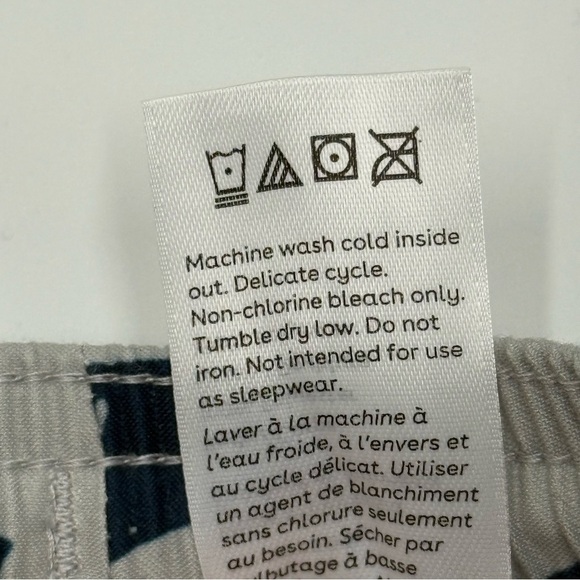 Machine wash cold inside
out. Delicate cycle.
Non-chlorine bleach only.
Tumble dry low. Do not
iron. Not intended for use
as sleepwear.
Laver à la machine à
l'eau froide, à l'envers et
au cycle délicat. Utiliser
un agent de blanchiment
sans chlorure seulement
au besoin. Sécher par
à basse